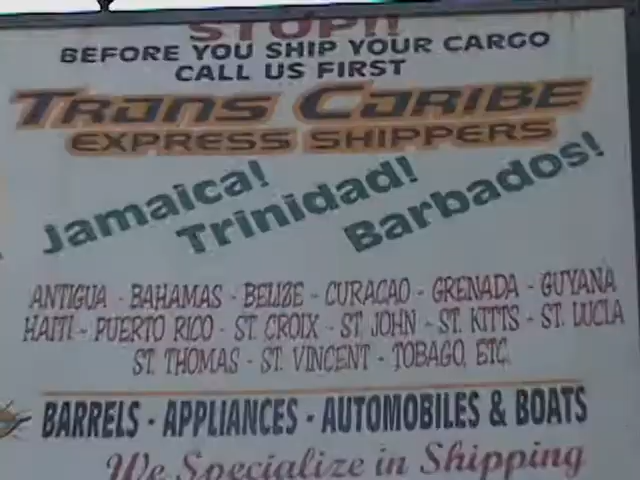 STOP!!
BEFORE YOU SHIP YOUR CARGO
CALL US FIRST
TRANS CARIBE
EXPRESS SHIPPERS
Jamaica!
Trinidad!
Barbados!
ANTIGUA - BAHAMAS - BELIZE - CURACAO - GRENADA - GUYANA
HAITI - PUERTO RICO - ST. CROIX - ST. JOHN - ST. KITTS - ST. LUCIA
ST. THOMAS - ST. VINCENT - TOBAGO, ETC.
BARRELS - APPLIANCES - AUTOMOBILES & BOATS
We Specialize in Shipping